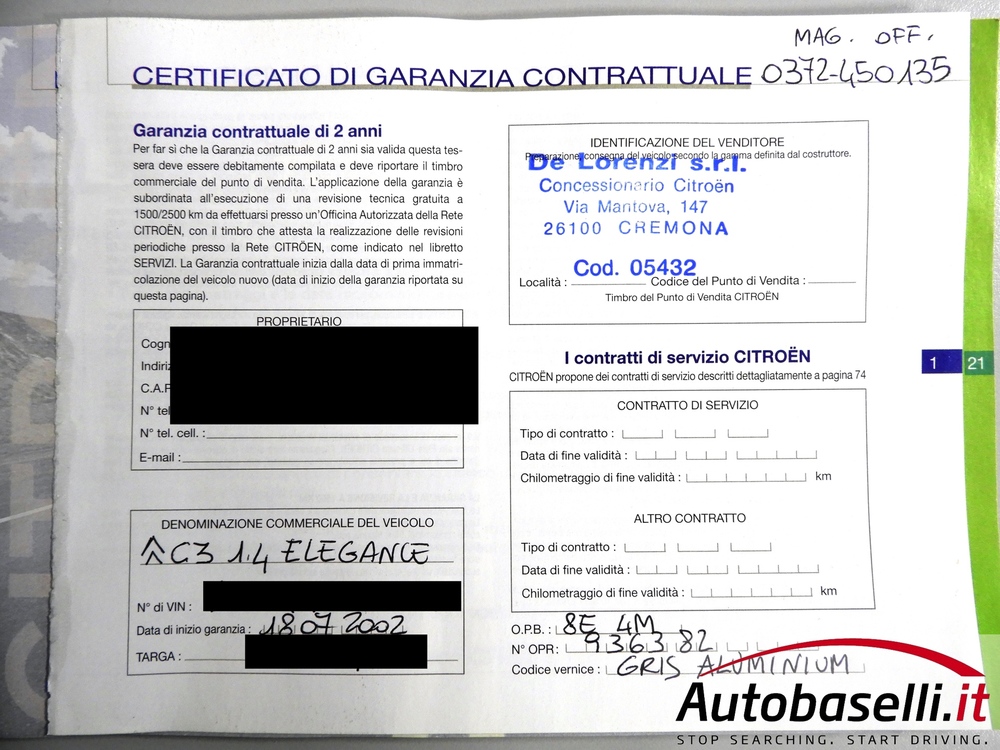 MAG. OFF.
CERTIFICATO DI GARANZIA CONTRATTUALE 0372-450135
Garanzia contrattuale di 2 anni
Per far sì che la Garanzia contrattuale di 2 anni sia valida questa tes-
sera deve essere debitamente compilata e deve riportare il timbro
commerciale del punto di vendita. L'applicazione della garanzia è
subordinata all'esecuzione di una revisione tecnica gratuita a
1500/2500 km da effettuarsi presso un'Officina Autorizzata della Rete
CITROËN, con il timbro che attesta la realizzazione delle revisioni
periodiche presso la Rete CITRÖEN, come indicato nel libretto
SERVIZI. La Garanzia contrattuale inizia dalla data di prima immatri-
colazione del veicolo nuovo (data di inizio della garanzia riportata su
questa pagina).
PROPRIETARIO
Cogn
Indiriz
C.A.P
N° tel
N° tel. cell. :
E-mail :
DENOMINAZIONE COMMERCIALE DEL VEICOLO
C3 1.4 ELEGANCE
N° di VIN :
Data di inizio garanzia : 18 07 2002
TARGA :
IDENTIFICAZIONE DEL VENDITORE
Preparazione, consegna del veicolo secondo la gamma definita dal costruttore.
De Lorenzi s.r.l.
Concessionario Citroën
Via Mantova, 147
26100 CREMONA
Cod. 05432
Località : Codice del Punto di Vendita :
Timbro del Punto di Vendita CITROËN
I contratti di servizio CITROËN
CITROËN propone dei contratti di servizio descritti dettagliatamente a pagina 74
CONTRATTO DI SERVIZIO
Tipo di contratto :
Data di fine validità :
Chilometraggio di fine validità : km
ALTRO CONTRATTO
Tipo di contratto :
Data di fine validità :
Chilometraggio di fine validità : km
O.P.B. : 8E 4M
N° OPR : 9363 82
Codice vernice : GRIS ALUMINIUM
1 21
Autobaselli.it
STOP SEARCHING. START DRIVING.